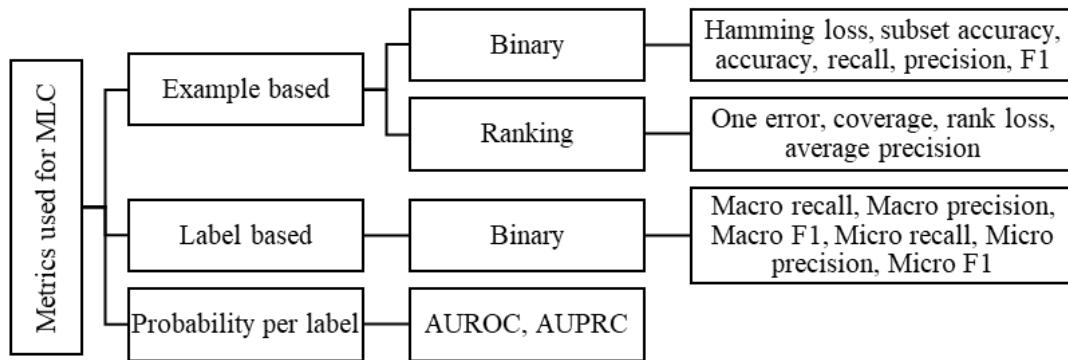 Metrics used for MLC
Example based
Binary
Hamming loss, subset accuracy,
accuracy, recall, precision, F1
Ranking
One error, coverage, rank loss,
average precision
Label based
Binary
Macro recall, Macro precision,
Macro F1, Micro recall, Micro
precision, Micro F1
Probability per label
AUROC, AUPRC